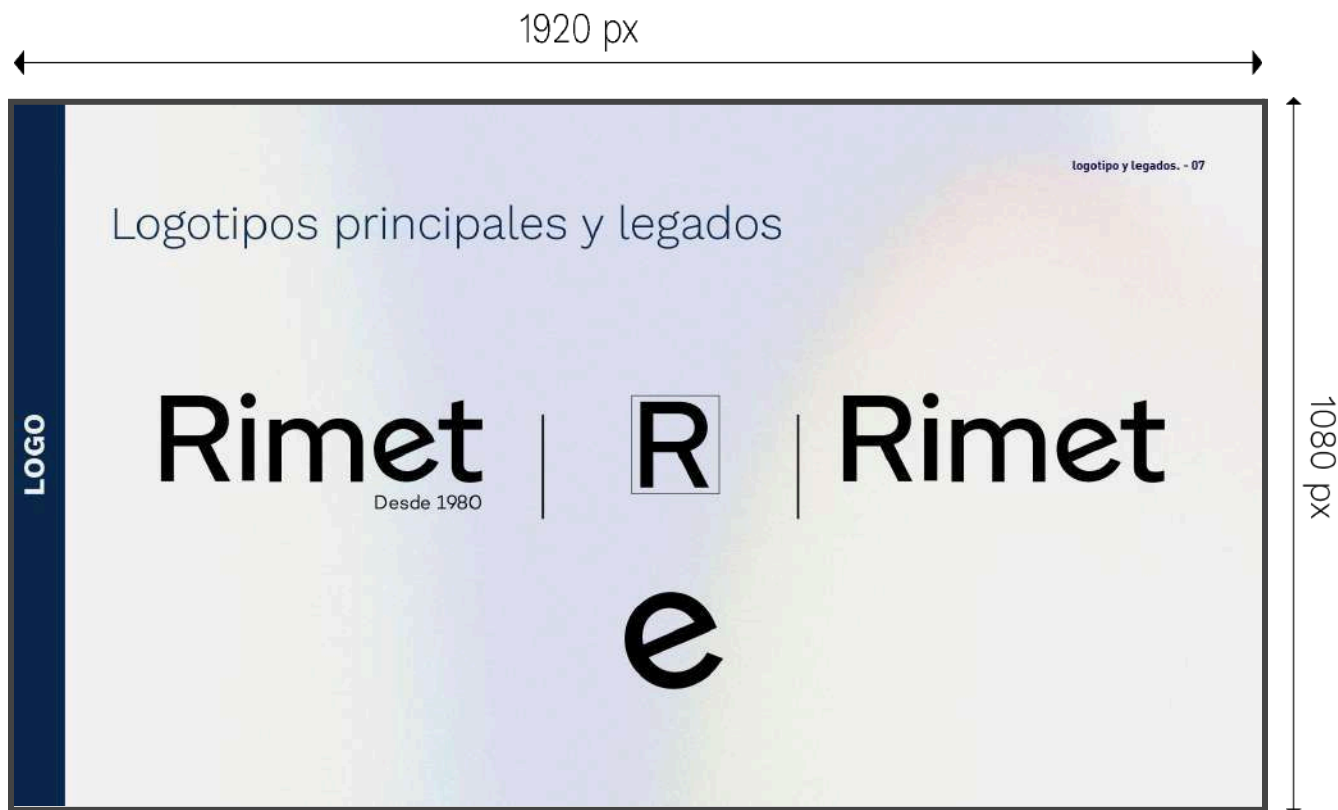 1920 px
logotipo y legados. - 07
Logotipos principales y legados
LOGO
Rimet
Desde 1980
R
Rimet
e
1080 px